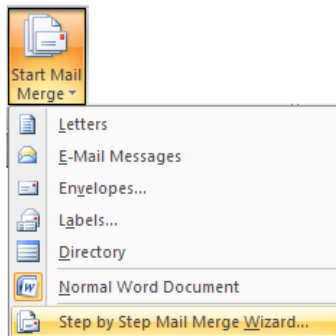 Start Mail
Merge
Letters
E-Mail Messages
Envelopes...
Labels...
Directory
Normal Word Document
Step by Step Mail Merge Wizard...